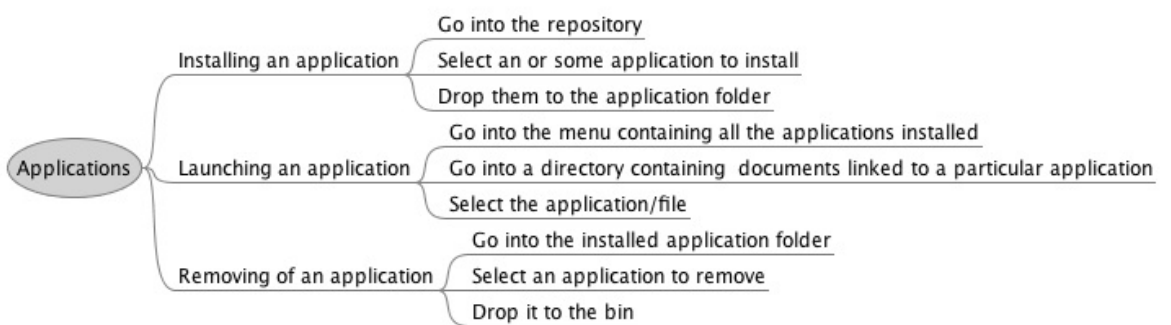 Applications
Installing an application
Go into the repository
Select an or some application to install
Drop them to the application folder
Launching an application
Go into the menu containing all the applications installed
Go into a directory containing  documents linked to a particular application
Select the application/file
Removing of an application
Go into the installed application folder
Select an application to remove
Drop it to the bin